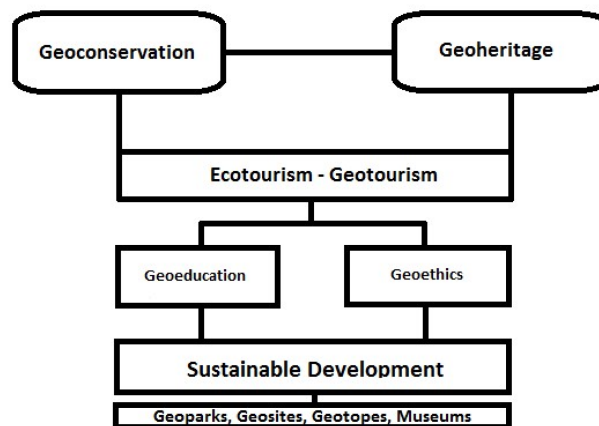 Geoconservation
Geoheritage
Ecotourism - Geotourism
Geoeducation
Geoethics
Sustainable Development
Geoparks, Geosites, Geotopes, Museums